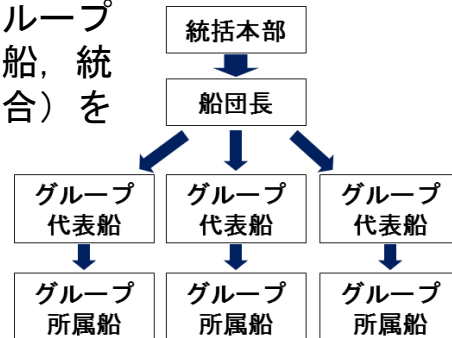 ループ
船，統
合）を
統括本部
船団長
グループ
代表船
グループ
代表船
グループ
代表船
グループ
所属船
グループ
所属船
グループ
所属船